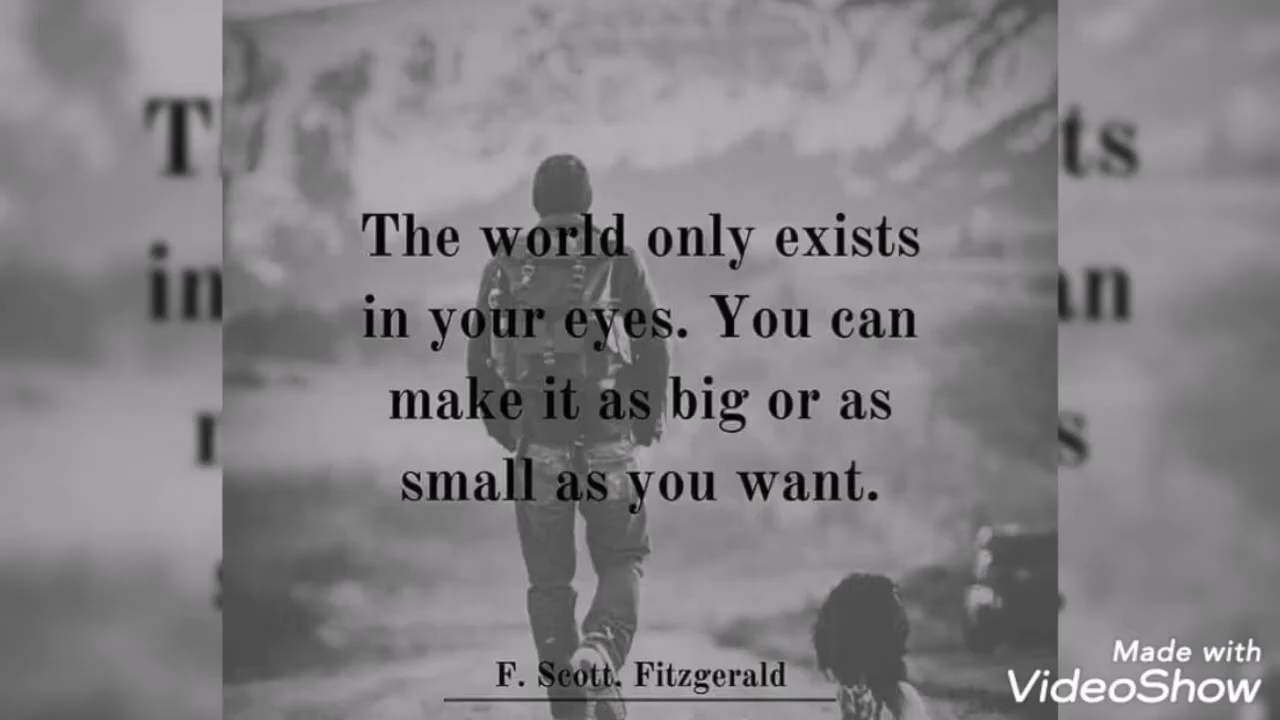 The world only exists
in your eyes. You can
make it as big or as
small as you want.
F. Scott. Fitzgerald
Made with
VideoShow